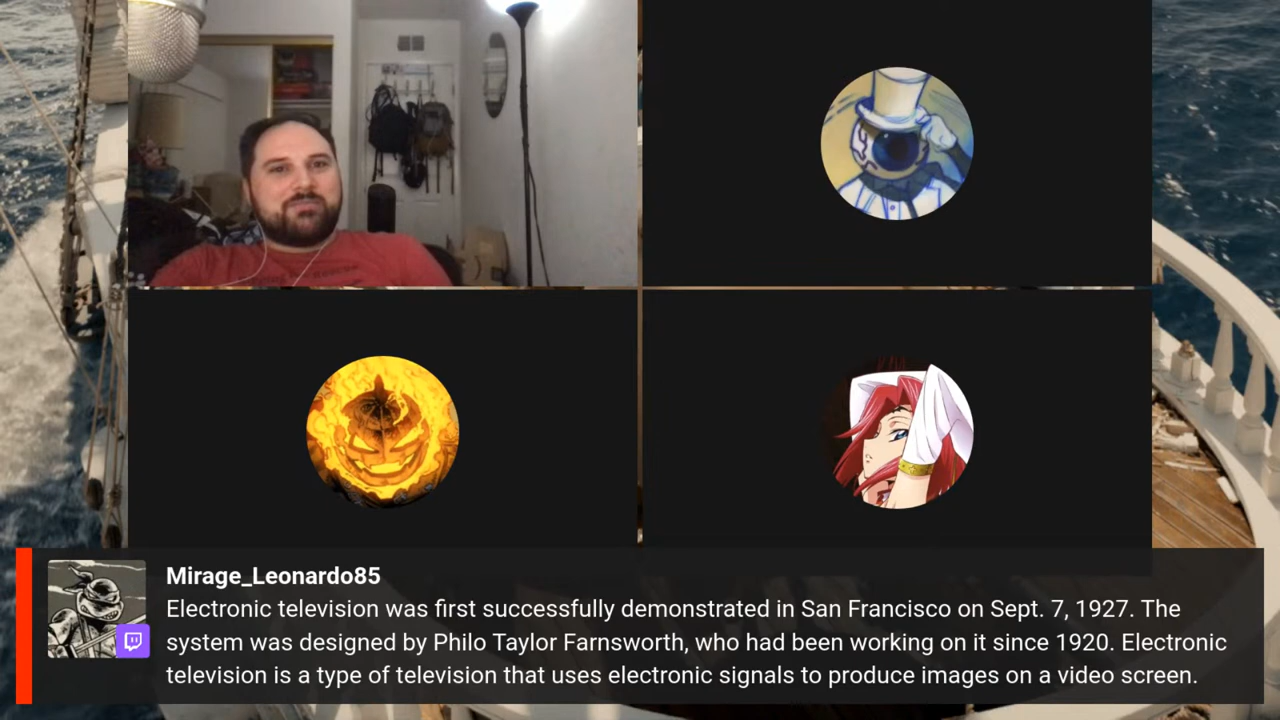 Mirage_Leonardo85
Electronic television was first successfully demonstrated in San Francisco on Sept. 7, 1927. The
system was designed by Philo Taylor Farnsworth, who had been working on it since 1920. Electronic
television is a type of television that uses electronic signals to produce images on a video screen.